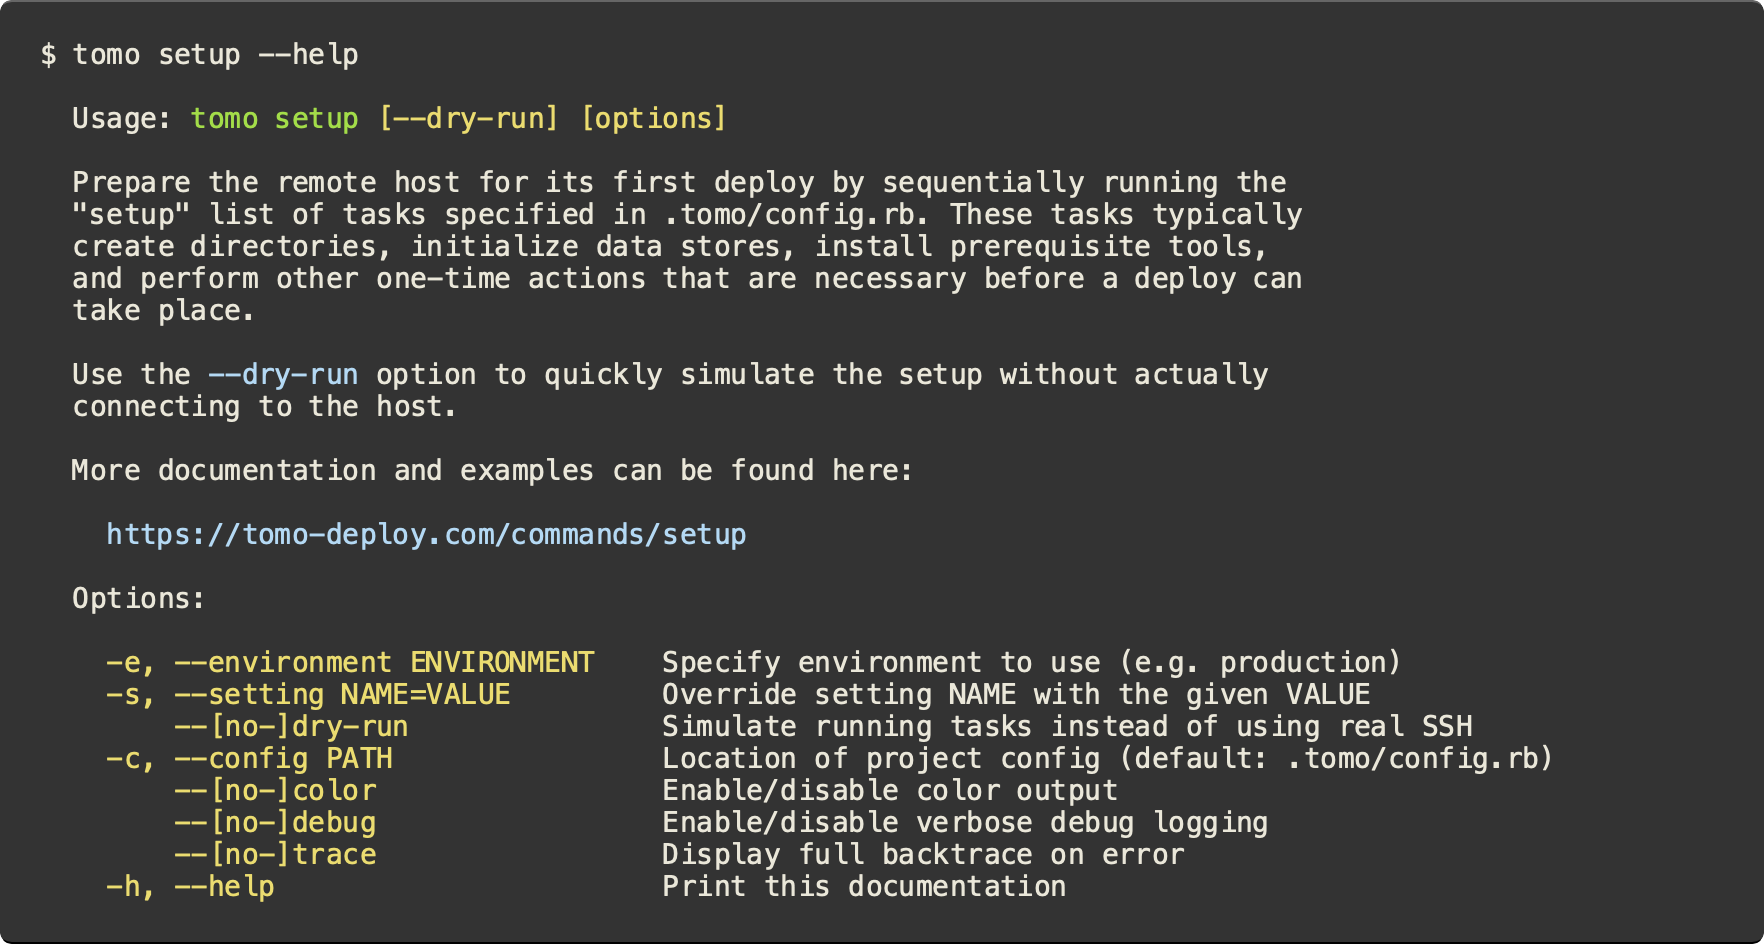 $ tomo setup --help
Usage: tomo setup [--dry-run] [options]
Prepare the remote host for its first deploy by sequentially running the
"setup" list of tasks specified in .tomo/config.rb. These tasks typically
create directories, initialize data stores, install prerequisite tools,
and perform other one-time actions that are necessary before a deploy can
take place.
Use the --dry-run option to quickly simulate the setup without actually
connecting to the host.
More documentation and examples can be found here:
https://tomo-deploy.com/commands/setup
Options:
-e, --environment ENVIRONMENT    Specify environment to use (e.g. production)
-s, --setting NAME=VALUE         Override setting NAME with the given VALUE
    --[no-]dry-run               Simulate running tasks instead of using real SSH
-c, --config PATH                Location of project config (default: .tomo/config.rb)
    --[no-]color                 Enable/disable color output
    --[no-]debug                 Enable/disable verbose debug logging
    --[no-]trace                 Display full backtrace on error
-h, --help                       Print this documentation